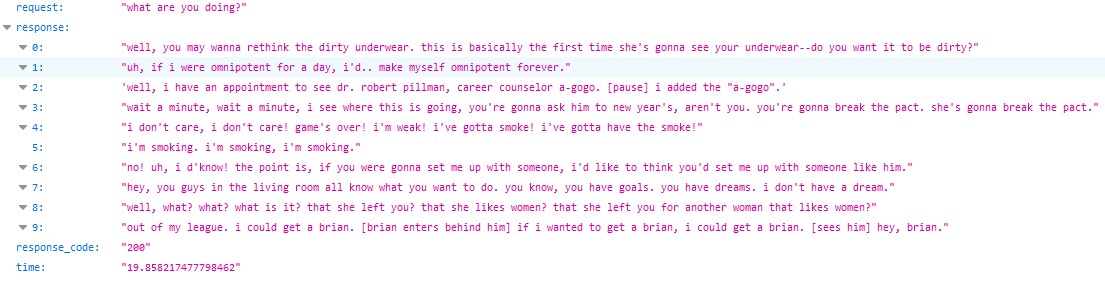 request: "what are you doing?"
response:
0: "well, you may wanna rethink the dirty underwear. this is basically the first time she's gonna see your underwear--do you want it to be dirty?"
1: "uh, if i were omnipotent for a day, i'd.. make myself omnipotent forever."
2: 'well, i have an appointment to see dr. robert pillman, career counselor a-gogo. [pause] i added the "a-gogo".'
3: "wait a minute, wait a minute, i see where this is going, you're gonna ask him to new year's, aren't you. you're gonna break the pact. she's gonna break the pact."
4: "i don't care, i don't care! game's over! i'm weak! i've gotta smoke! i've gotta have the smoke!"
5: "i'm smoking. i'm smoking, i'm smoking."
6: "no! uh, i d'know! the point is, if you were gonna set me up with someone, i'd like to think you'd set me up with someone like him."
7: "hey, you guys in the living room all know what you want to do. you know, you have goals. you have dreams. i don't have a dream."
8: "well, what? what? what is it? that she left you? that she likes women? that she left you for another woman that likes women?"
9: "out of my league. i could get a brian. [brian enters behind him] if i wanted to get a brian, i could get a brian. [sees him] hey, brian."
response_code: "200"
time: "19.858217477798462"